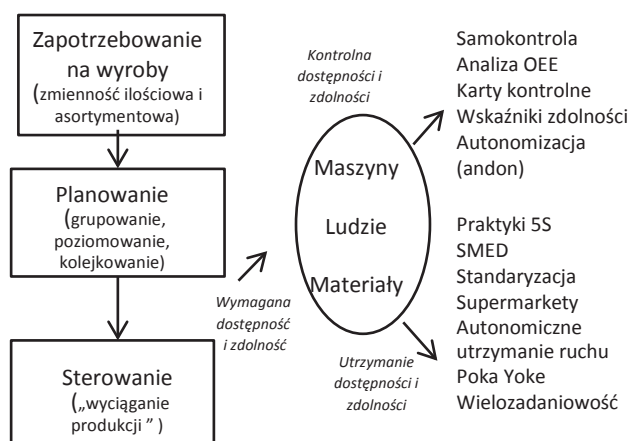 Zapotrzebowanie
na wyroby
(zmienność ilościowa i
asortymentowa)
Planowanie
(grupowanie,
poziomowanie,
kolejkowanie)
Sterowanie
(„wyciąganie
produkcji ” )
Wymagana
dostępność
i zdolność
Kontrolna
dostępności i
zdolności
Maszyny
Ludzie
Materiały
Utrzymanie
dostępności i
zdolności
Samokontrola
Analiza OEE
Karty kontrolne
Wskaźniki zdolności
Autonomizacja
(andon)
Praktyki 5S
SMED
Standaryzacja
Supermarkety
Autonomiczne
utrzymanie ruchu
Poka Yoke
Wielozadaniowość